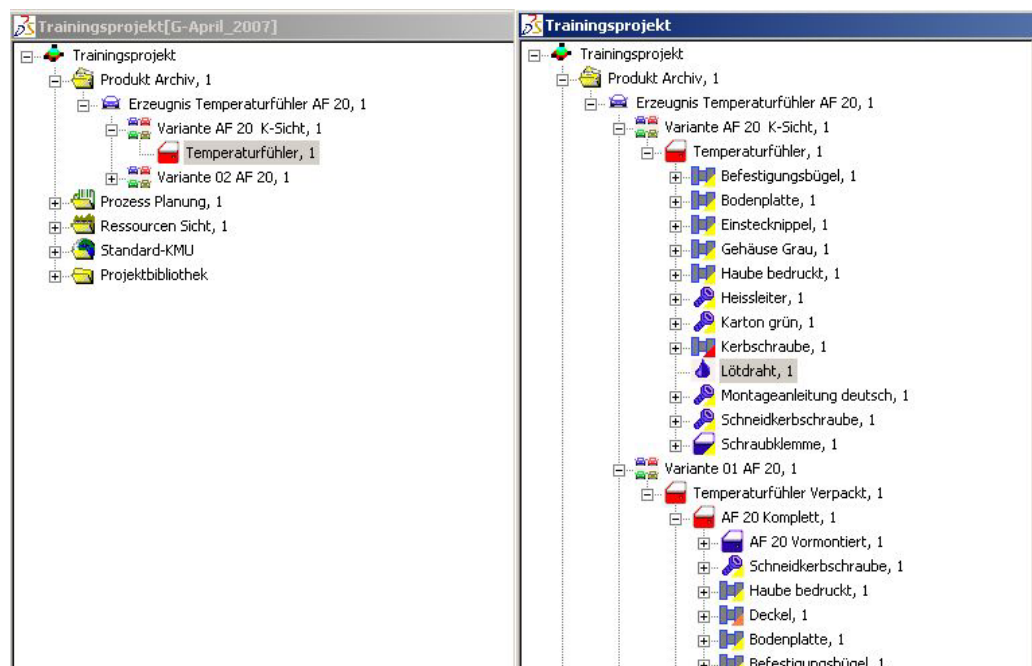 Trainingsprojekt[G-April_2007]
Trainingsprojekt
Produkt Archiv, 1
Erzeugnis Temperaturfühler AF 20, 1
Variante AF 20 K-Sicht, 1
Temperaturfühler, 1
Variante 02 AF 20, 1
Prozess Planung, 1
Ressourcen Sicht, 1
Standard-KMU
Projektbibliothek
Trainingsprojekt
Trainingsprojekt
Produkt Archiv, 1
Erzeugnis Temperaturfühler AF 20, 1
Variante AF 20 K-Sicht, 1
Temperaturfühler, 1
Befestigungsbügel, 1
Bodenplatte, 1
Einstecknippel, 1
Gehäuse Grau, 1
Haube bedruckt, 1
Heissleiter, 1
Karton grün, 1
Kerbschraube, 1
Lötdraht, 1
Montageanleitung deutsch, 1
Schneidkerbschraube, 1
Schraubklemme, 1
Variante 01 AF 20, 1
Temperaturfühler Verpackt, 1
AF 20 Komplett, 1
AF 20 Vormontiert, 1
Schneidkerbschraube, 1
Haube bedruckt, 1
Deckel, 1
Bodenplatte, 1
Befestigungsbügel, 1